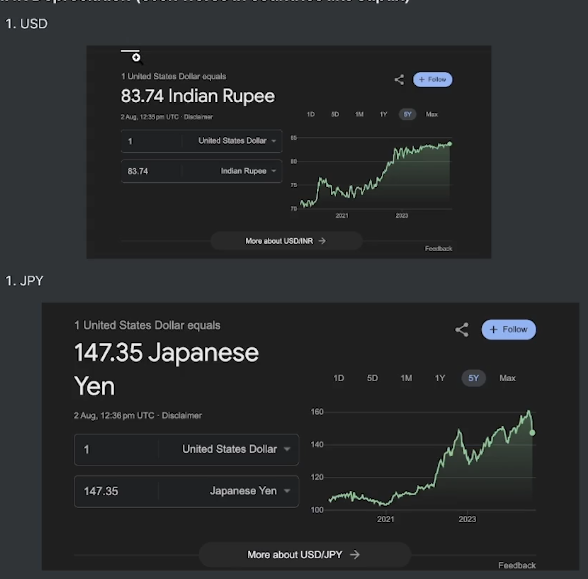 1. USD
1 United States Dollar equals
+ Follow
83.74 Indian Rupee
2 Aug, 12:35 pm UTC · Disclaimer
1D 5D 1M 1Y 5Y Max
1 United States Dollar
83.74 Indian Rupee
85
80
75
70
2021 2023
More about USD/INR →
Feedback
1. JPY
1 United States Dollar equals
+ Follow
147.35 Japanese
Yen
1D 5D 1M 1Y 5Y Max
2 Aug, 12:36 pm UTC · Disclaimer
1 United States Dollar
147.35 Japanese Yen
160
140
120
100
2021 2023
More about USD/JPY →
Feedback